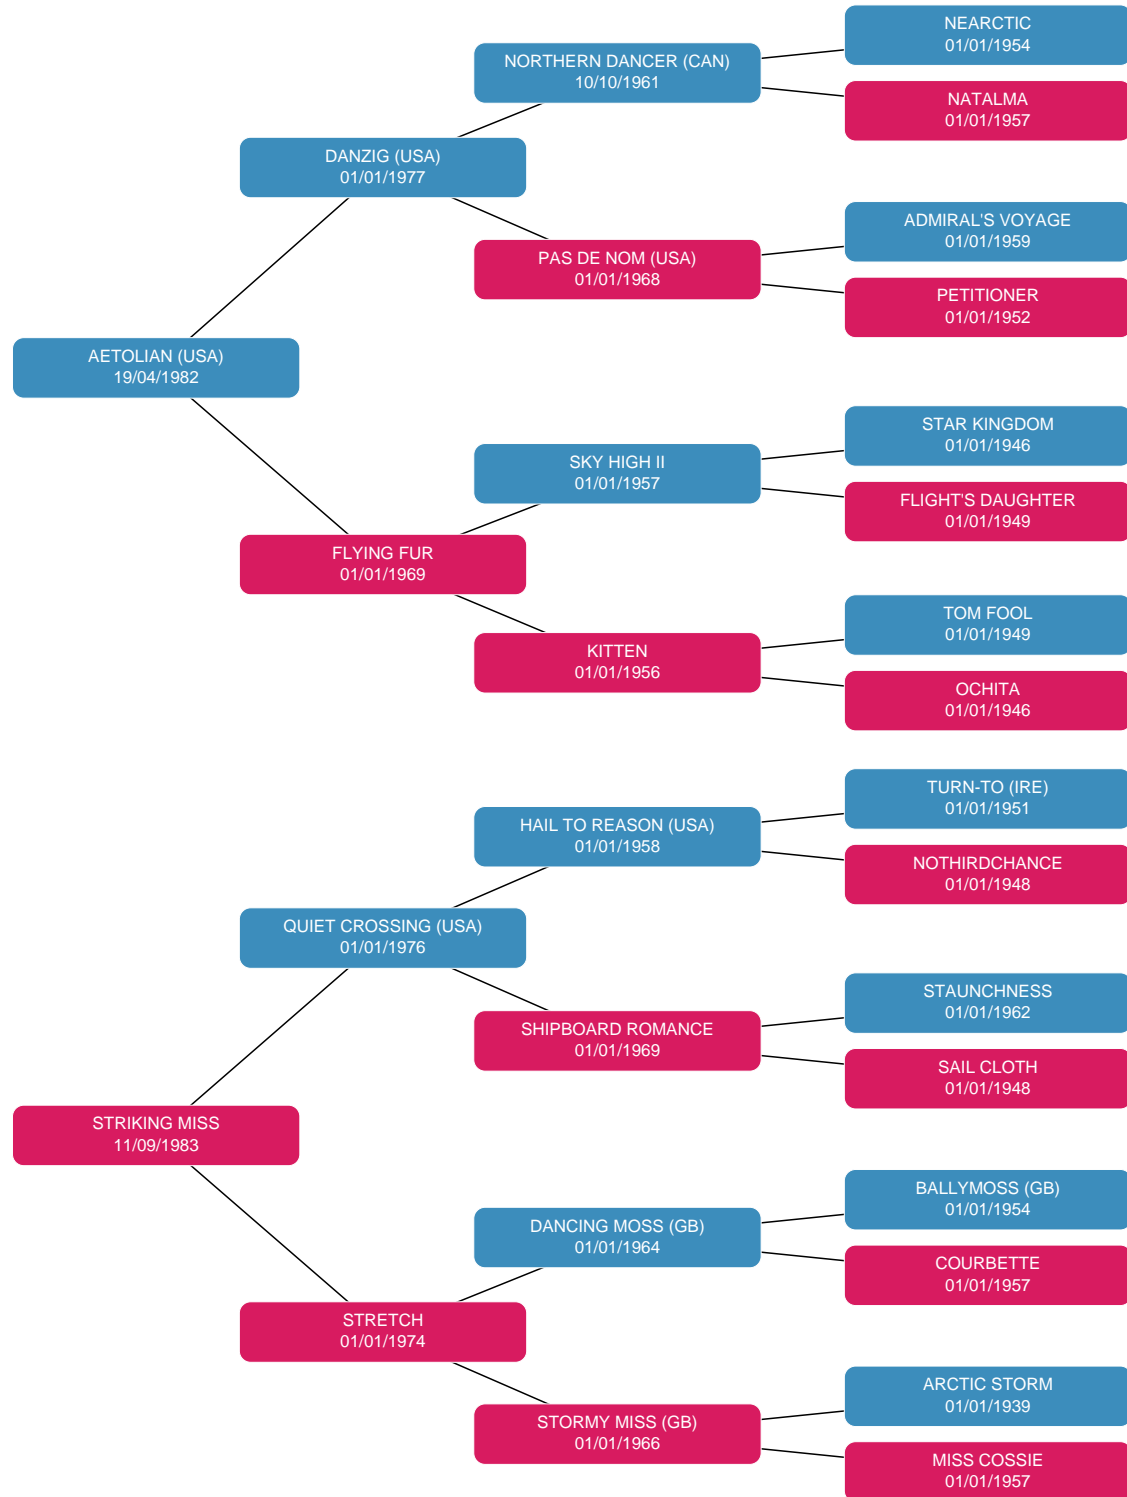 NEARCTIC
01/01/1954
NORTHERN DANCER (CAN)
10/10/1961
NATALMA
01/01/1957
DANZIG (USA)
01/01/1977
ADMIRAL'S VOYAGE
01/01/1959
PAS DE NOM (USA)
01/01/1968
PETITIONER
01/01/1952
AETOLIAN (USA)
19/04/1982
STAR KINGDOM
01/01/1946
SKY HIGH II
01/01/1957
FLIGHT'S DAUGHTER
01/01/1949
FLYING FUR
01/01/1969
TOM FOOL
01/01/1949
KITTEN
01/01/1956
OCHITA
01/01/1946
TURN-TO (IRE)
01/01/1951
HAIL TO REASON (USA)
01/01/1958
NOTHIRDCHANCE
01/01/1948
QUIET CROSSING (USA)
01/01/1976
STAUNCHNESS
01/01/1962
SHIPBOARD ROMANCE
01/01/1969
SAIL CLOTH
01/01/1948
STRIKING MISS
11/09/1983
BALLYMOSS (GB)
01/01/1954
DANCING MOSS (GB)
01/01/1964
COURBETTE
01/01/1957
STRETCH
01/01/1974
ARCTIC STORM
01/01/1939
STORMY MISS (GB)
01/01/1966
MISS COSSIE
01/01/1957